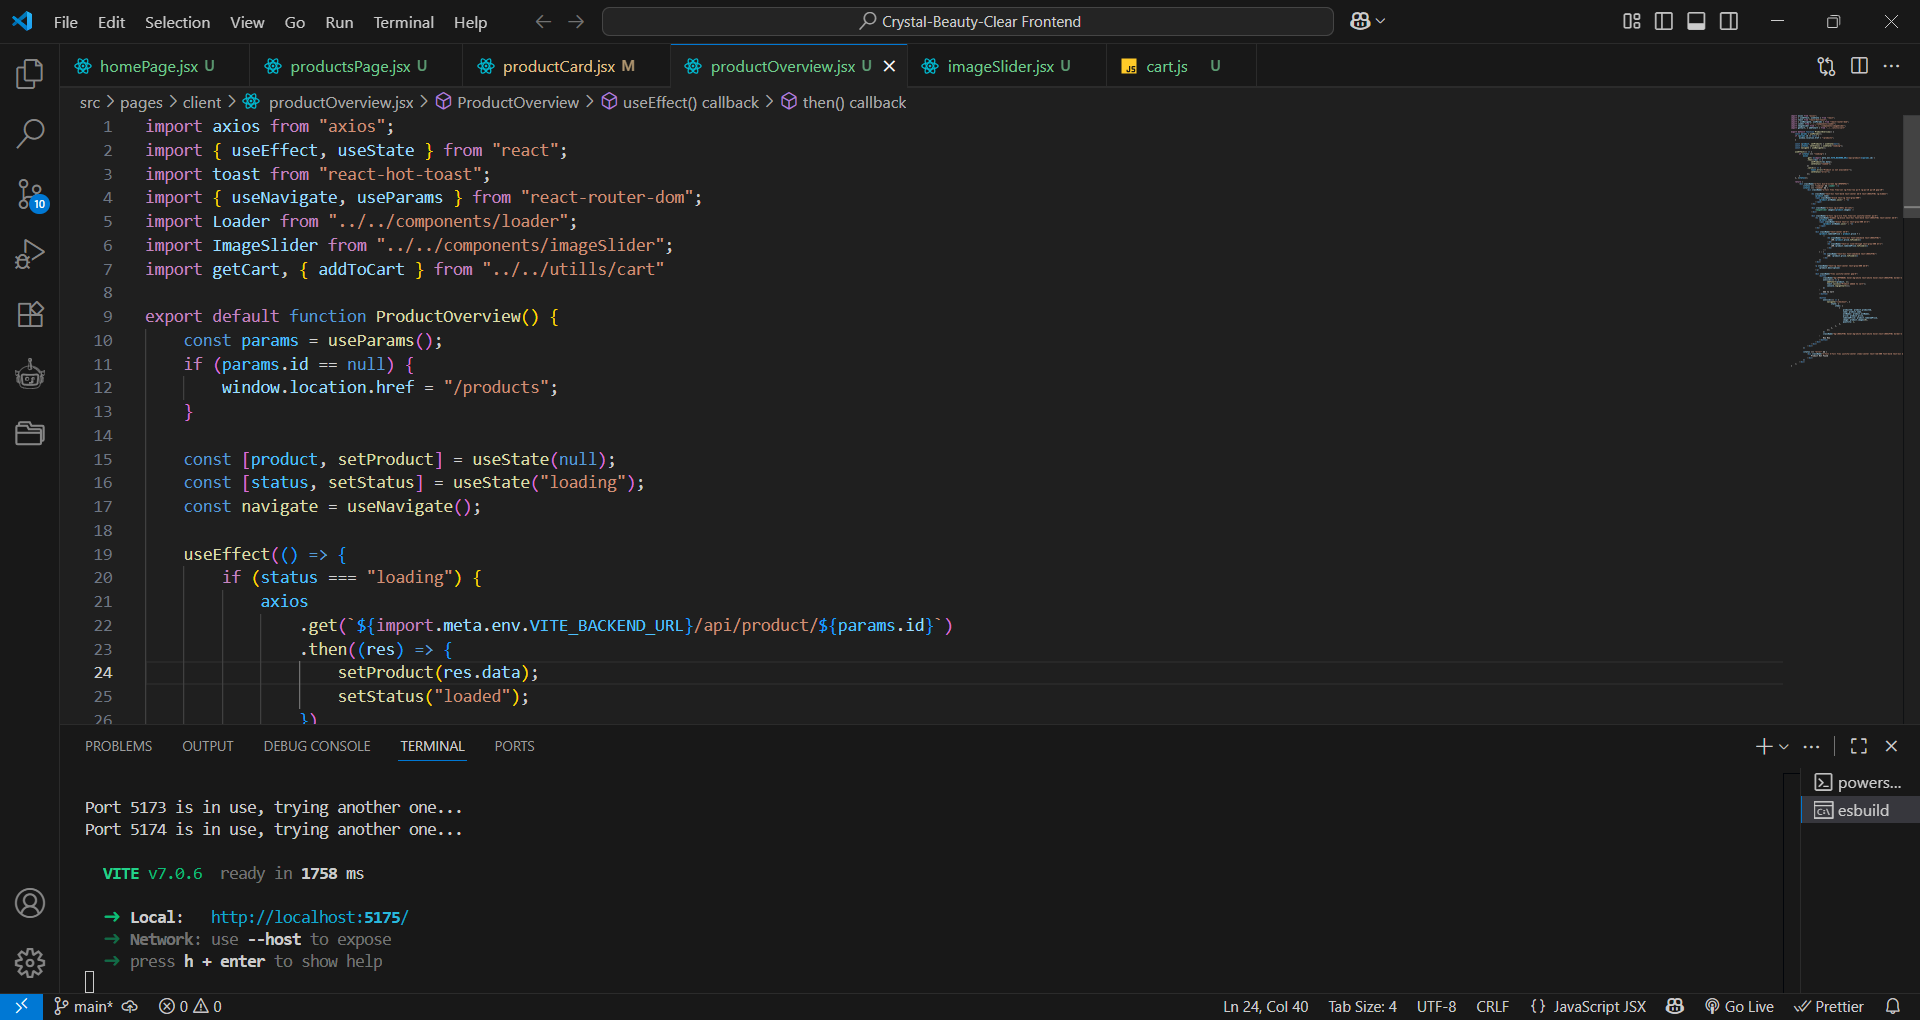 File Edit Selection View Go Run Terminal Help
Crystal-Beauty-Clear Frontend
homePage.jsx U
productsPage.jsx U
productCard.jsx M
productOverview.jsx U
imageSlider.jsx U
JS cart.js U
src > pages > client > productOverview.jsx > ProductOverview > useEffect() callback > then() callback
1 import axios from "axios";
2 import { useEffect, useState } from "react";
3 import toast from "react-hot-toast";
4 import { useNavigate, useParams } from "react-router-dom";
5 import Loader from "../../components/loader";
6 import ImageSlider from "../../components/imageSlider";
7 import getCart, { addToCart } from "../../utills/cart"
8
9 export default function ProductOverview() {
10 const params = useParams();
11 if (params.id == null) {
12 window.location.href = "/products";
13 }
14
15 const [product, setProduct] = useState(null);
16 const [status, setStatus] = useState("loading");
17 const navigate = useNavigate();
18
19 useEffect(() => {
20 if (status === "loading") {
21 axios
22 .get(`${import.meta.env.VITE_BACKEND_URL}/api/product/${params.id}`)
23 .then((res) => {
24 setProduct(res.data);
25 setStatus("loaded");
26 })
10
PROBLEMS OUTPUT DEBUG CONSOLE TERMINAL PORTS
Port 5173 is in use, trying another one...
Port 5174 is in use, trying another one...
VITE v7.0.6 ready in 1758 ms
➜ Local: http://localhost:5175/
➜ Network: use --host to expose
➜ press h + enter to show help
powers...
esbuild
main* 0 0
Ln 24, Col 40 Tab Size: 4 UTF-8 CRLF {} JavaScript JSX Go Live Prettier